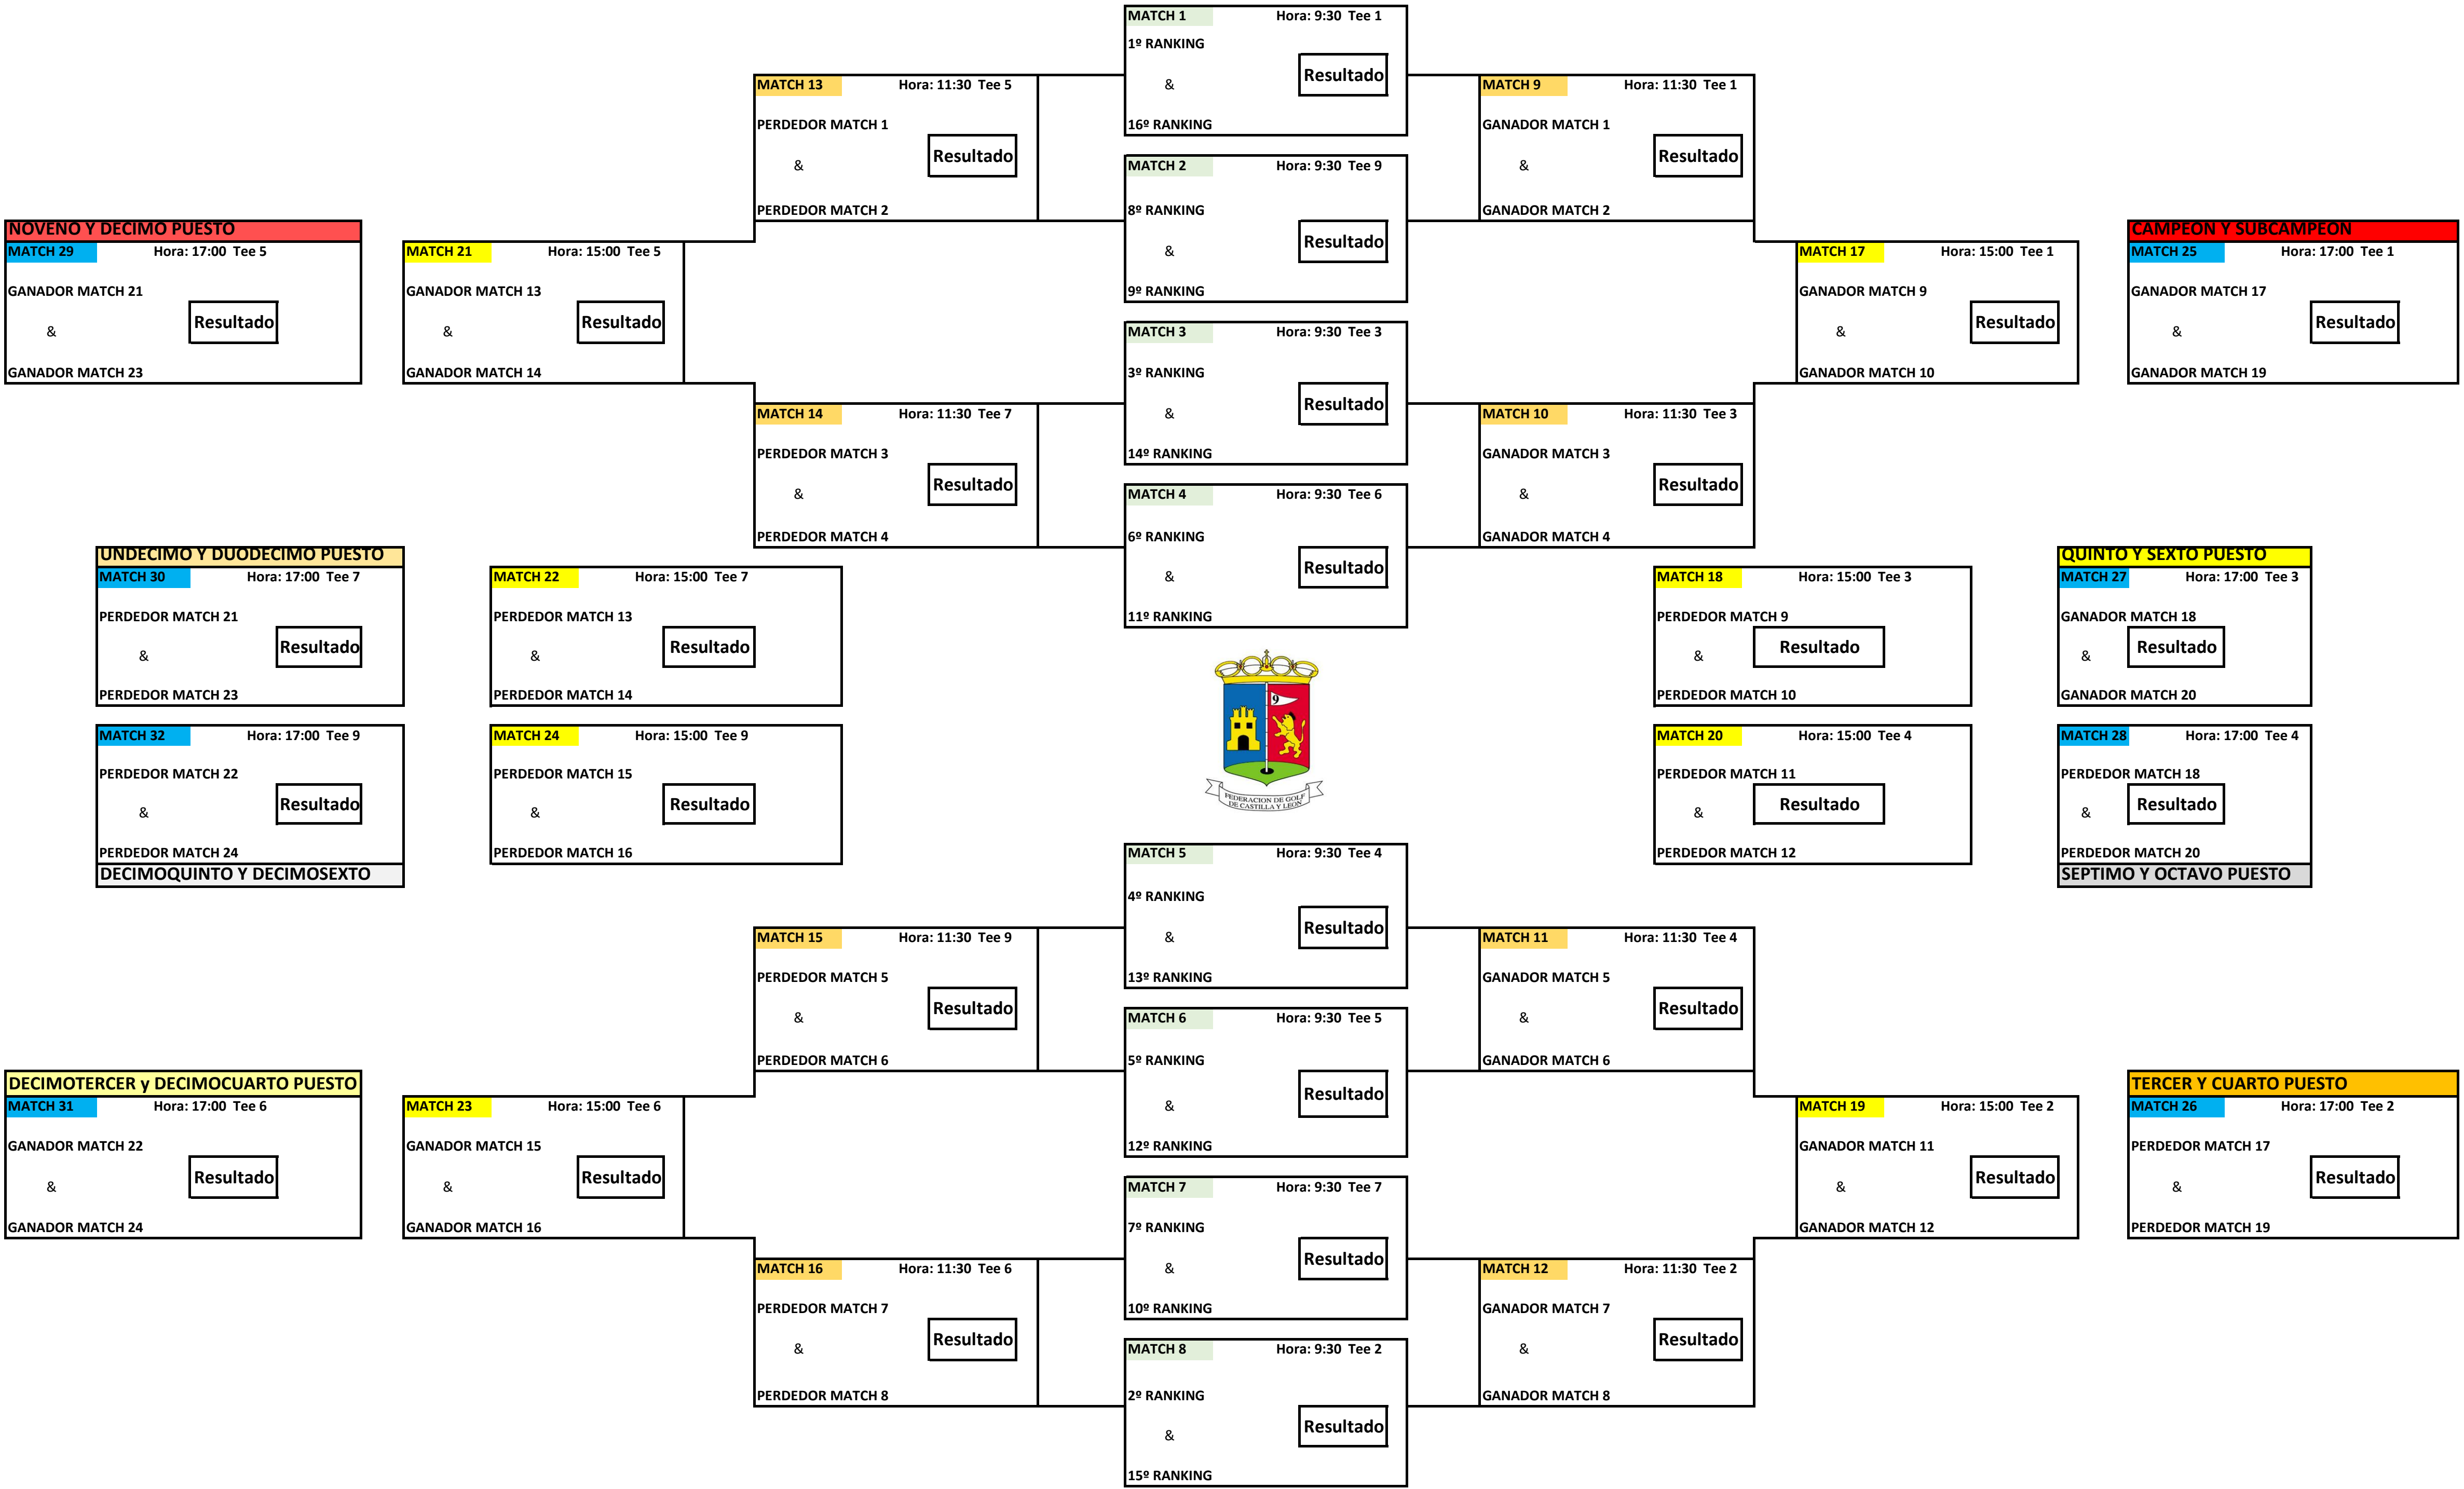 MATCH 1 Hora: 9:30 Tee 1
1º RANKING
Resultado
&
16º RANKING
MATCH 13 Hora: 11:30 Tee 5
PERDEDOR MATCH 1
Resultado
&
PERDEDOR MATCH 2
MATCH 9 Hora: 11:30 Tee 1
GANADOR MATCH 1
Resultado
&
GANADOR MATCH 2
MATCH 2 Hora: 9:30 Tee 9
8º RANKING
Resultado
&
9º RANKING
NOVENO Y DECIMO PUESTO
MATCH 29 Hora: 17:00 Tee 5
GANADOR MATCH 21
Resultado
&
GANADOR MATCH 23
MATCH 21 Hora: 15:00 Tee 5
GANADOR MATCH 13
Resultado
&
GANADOR MATCH 14
MATCH 17 Hora: 15:00 Tee 1
GANADOR MATCH 9
Resultado
&
GANADOR MATCH 10
CAMPEON Y SUBCAMPEON
MATCH 25 Hora: 17:00 Tee 1
GANADOR MATCH 17
Resultado
&
GANADOR MATCH 19
MATCH 3 Hora: 9:30 Tee 3
3º RANKING
Resultado
&
14º RANKING
MATCH 14 Hora: 11:30 Tee 7
PERDEDOR MATCH 3
Resultado
&
PERDEDOR MATCH 4
MATCH 10 Hora: 11:30 Tee 3
GANADOR MATCH 3
Resultado
&
GANADOR MATCH 4
MATCH 4 Hora: 9:30 Tee 6
6º RANKING
Resultado
&
11º RANKING
UNDECIMO Y DUODECIMO PUESTO
MATCH 30 Hora: 17:00 Tee 7
PERDEDOR MATCH 21
Resultado
&
PERDEDOR MATCH 23
MATCH 22 Hora: 15:00 Tee 7
PERDEDOR MATCH 13
Resultado
&
PERDEDOR MATCH 14
MATCH 18 Hora: 15:00 Tee 3
PERDEDOR MATCH 9
Resultado
&
PERDEDOR MATCH 10
QUINTO Y SEXTO PUESTO
MATCH 27 Hora: 17:00 Tee 3
GANADOR MATCH 18
Resultado
&
GANADOR MATCH 20
9
FEDERACION DE GOLF
DE CASTILLA Y LEON
MATCH 32 Hora: 17:00 Tee 9
PERDEDOR MATCH 22
Resultado
&
PERDEDOR MATCH 24
DECIMOQUINTO Y DECIMOSEXTO
MATCH 24 Hora: 15:00 Tee 9
PERDEDOR MATCH 15
Resultado
&
PERDEDOR MATCH 16
MATCH 20 Hora: 15:00 Tee 4
PERDEDOR MATCH 11
Resultado
&
PERDEDOR MATCH 12
MATCH 28 Hora: 17:00 Tee 4
PERDEDOR MATCH 18
Resultado
&
PERDEDOR MATCH 20
SEPTIMO Y OCTAVO PUESTO
MATCH 5 Hora: 9:30 Tee 4
4º RANKING
Resultado
&
13º RANKING
MATCH 15 Hora: 11:30 Tee 9
PERDEDOR MATCH 5
Resultado
&
PERDEDOR MATCH 6
MATCH 11 Hora: 11:30 Tee 4
GANADOR MATCH 5
Resultado
&
GANADOR MATCH 6
MATCH 6 Hora: 9:30 Tee 5
5º RANKING
Resultado
&
12º RANKING
DECIMOTERCER y DECIMOCUARTO PUESTO
MATCH 31 Hora: 17:00 Tee 6
GANADOR MATCH 22
Resultado
&
GANADOR MATCH 24
MATCH 23 Hora: 15:00 Tee 6
GANADOR MATCH 15
Resultado
&
GANADOR MATCH 16
MATCH 19 Hora: 15:00 Tee 2
GANADOR MATCH 11
Resultado
&
GANADOR MATCH 12
TERCER Y CUARTO PUESTO
MATCH 26 Hora: 17:00 Tee 2
PERDEDOR MATCH 17
Resultado
&
PERDEDOR MATCH 19
MATCH 7 Hora: 9:30 Tee 7
7º RANKING
Resultado
&
10º RANKING
MATCH 16 Hora: 11:30 Tee 6
PERDEDOR MATCH 7
Resultado
&
PERDEDOR MATCH 8
MATCH 12 Hora: 11:30 Tee 2
GANADOR MATCH 7
Resultado
&
GANADOR MATCH 8
MATCH 8 Hora: 9:30 Tee 2
2º RANKING
Resultado
&
15º RANKING